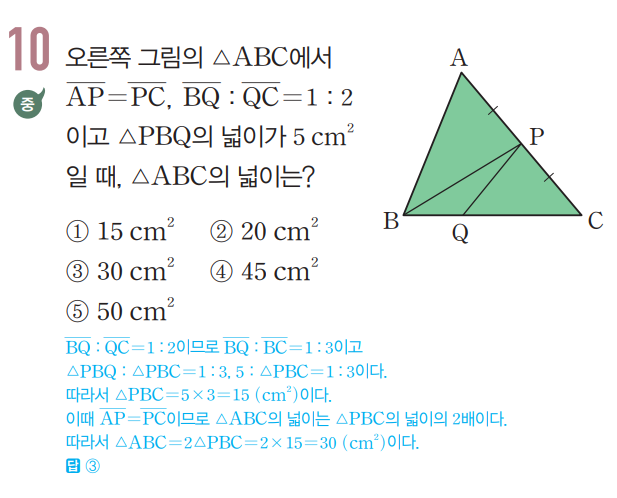 10
중
오른쪽 그림의 △ABC에서
AP=PC, BQ : QC=1 : 2
이고 △PBQ의 넓이가 5 cm²
일 때, △ABC의 넓이는?
① 15 cm² ② 20 cm²
③ 30 cm² ④ 45 cm²
⑤ 50 cm²
A
P
B
Q
C
BQ : QC=1 : 2이므로 BQ : BC=1 : 3이고
△PBQ : △PBC=1 : 3, 5 : △PBC=1 : 3이다.
따라서 △PBC=5×3=15 (cm²)이다.
이때 AP=PC이므로 △ABC의 넓이는 △PBC의 넓이의 2배이다.
따라서 △ABC=2△PBC=2×15=30 (cm²)이다.
답 ③